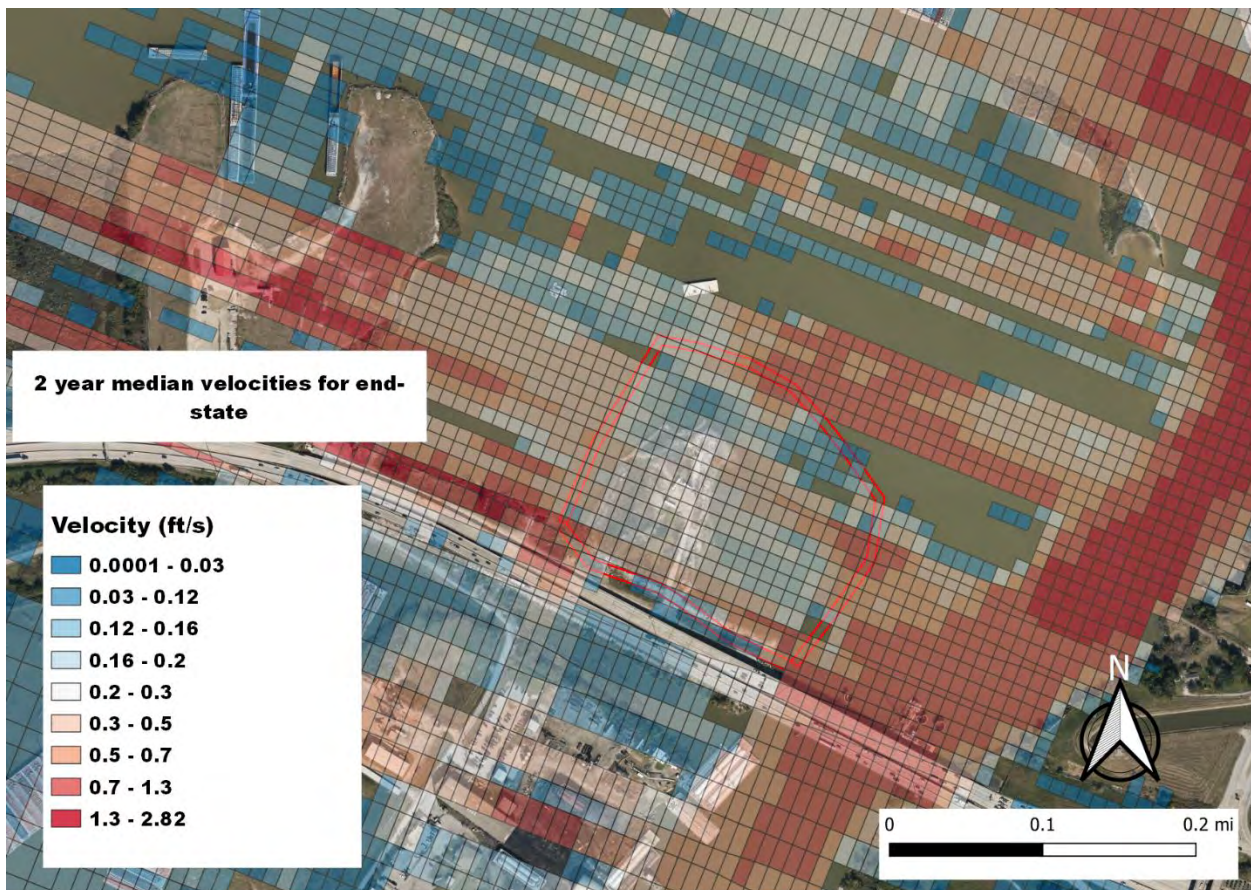 2 year median velocities for end-
state
Velocity (ft/s)
0.0001 - 0.03
0.03 - 0.12
0.12 - 0.16
0.16 - 0.2
0.2 - 0.3
0.3 - 0.5
0.5 - 0.7
0.7 - 1.3
1.3 - 2.82
N
0 0.1 0.2 mi